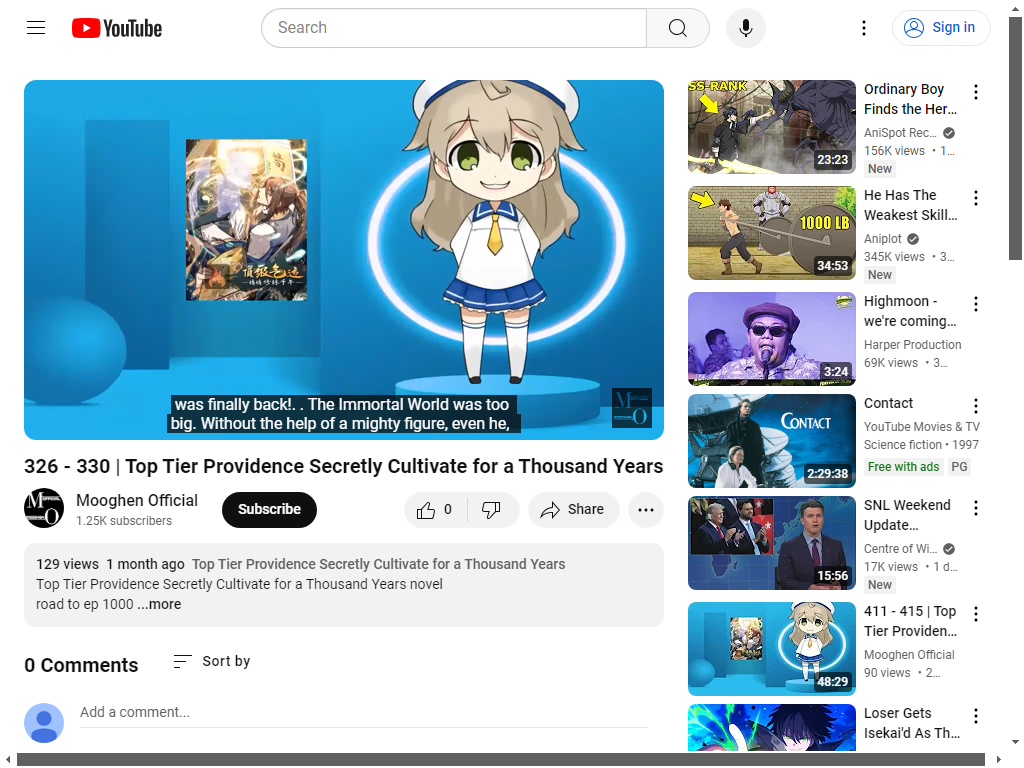 YouTube
Search
Sign in
was finally back!. . The Immortal World was too
big. Without the help of a mighty figure, even he,
326 - 330 | Top Tier Providence Secretly Cultivate for a Thousand Years
Mooghen Official
1.25K subscribers
Subscribe
0
Share
129 views 1 month ago Top Tier Providence Secretly Cultivate for a Thousand Years
Top Tier Providence Secretly Cultivate for a Thousand Years novel
road to ep 1000 ...more
0 Comments
Sort by
Add a comment...
SS-RANK
23:23
Ordinary Boy
Finds the Her...
AniSpot Rec...
156K views • 1...
New
1000 LB
34:53
He Has The
Weakest Skill...
Aniplot
345K views • 3...
New
3:24
Highmoon -
we're coming...
Harper Production
69K views • 3...
CONTACT
2:29:38
Contact
YouTube Movies & TV
Science fiction • 1997
Free with ads PG
15:56
SNL Weekend
Update...
Centre of Wi...
17K views • 1 d...
New
48:29
411 - 415 | Top
Tier Providen...
Mooghen Official
90 views • 2...
Loser Gets
Isekai'd As Th...